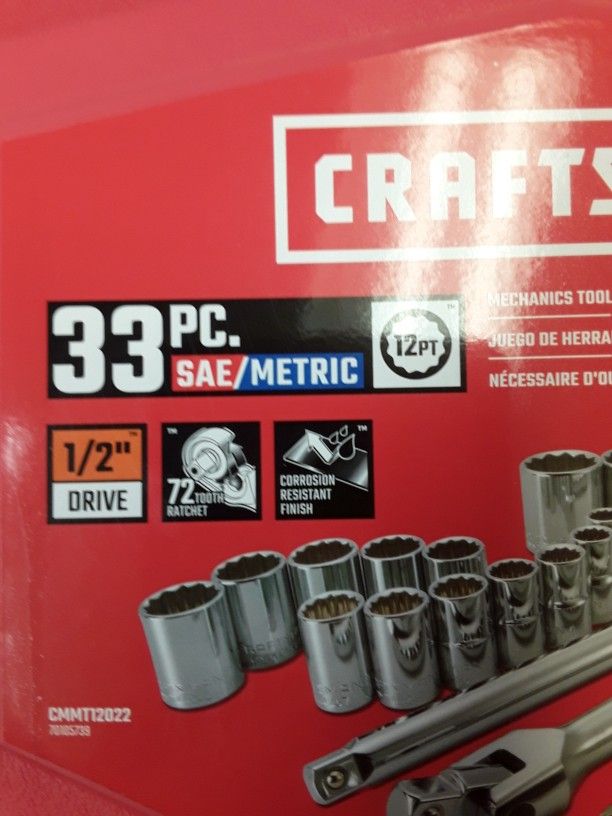 CRAFTS
33 PC.
SAE/METRIC
12PT
MECHANICS TOOL
JUEGO DE HERRA
NÉCESSAIRE D'OU
1/2"
DRIVE
72 TOOTH
RATCHET
CORROSION
RESISTANT
FINISH
CMMT12022
70105739